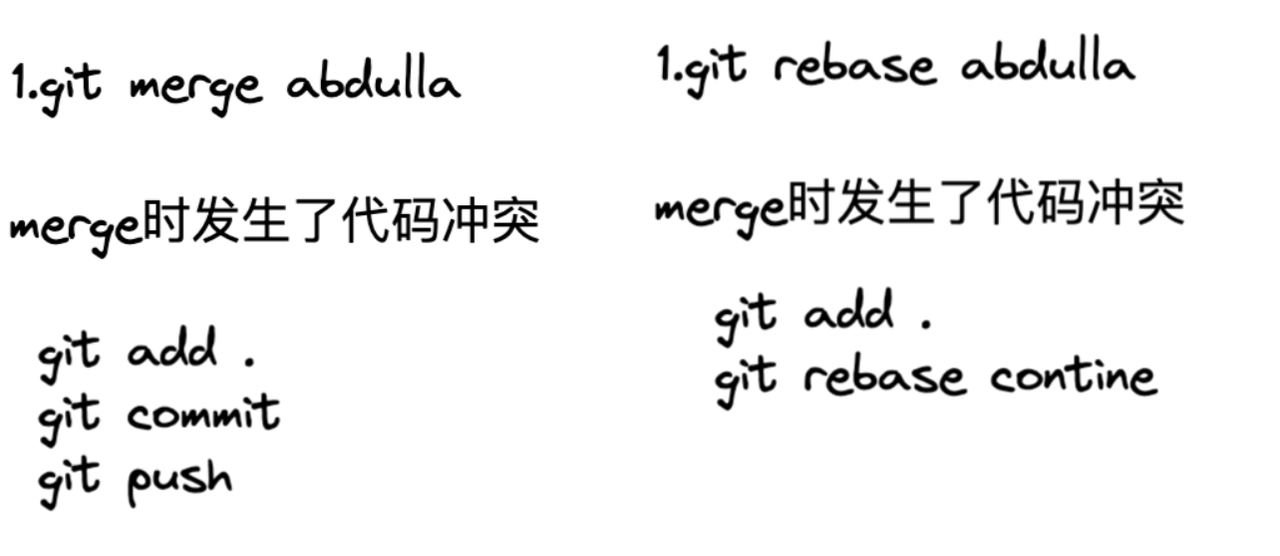 1.git merge abdulla
merge时发生了代码冲突
git add .
git commit
git push
1.git rebase abdulla
merge时发生了代码冲突
git add .
git rebase contine